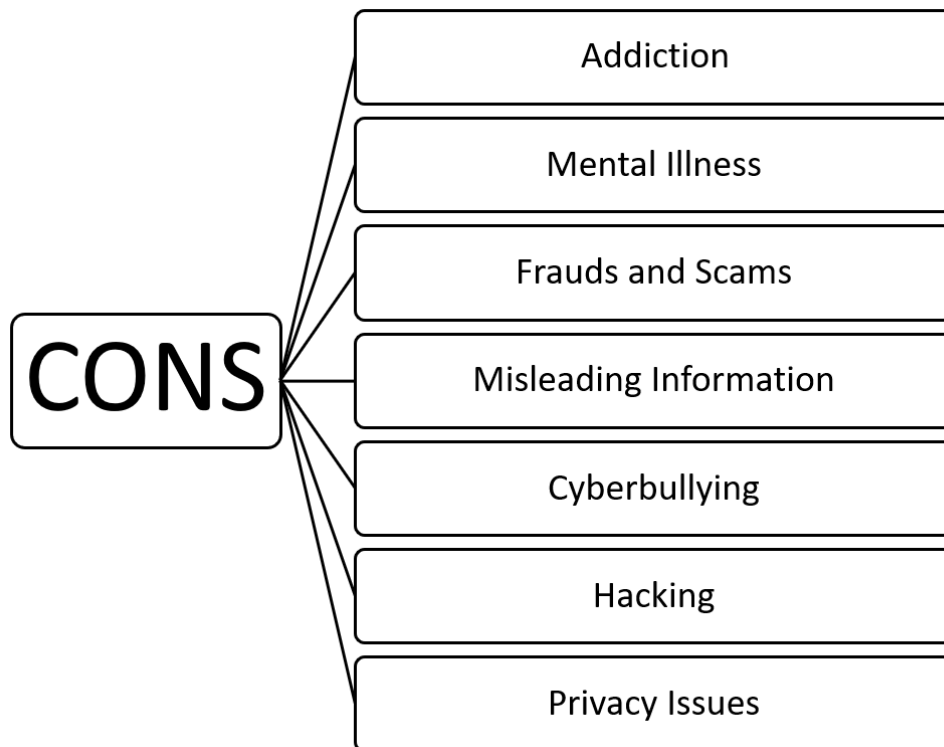 CONS
Addiction
Mental Illness
Frauds and Scams
Misleading Information
Cyberbullying
Hacking
Privacy Issues